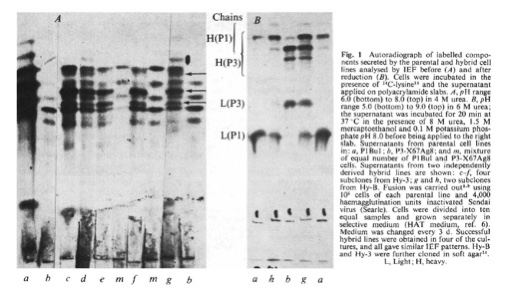 A
Chains
H(P1)
H(P3)
L(P3)
L(P1)
B
a b c d e m f m g b
a h b g a
Fig. 1 Autoradiograph of labelled compo-
nents secreted by the parental and hybrid cell
lines analysed by IEF before (A) and after
reduction (B). Cells were incubated in the
presence of ¹⁴C-lysine¹⁴ and the supernatant
applied on polyacrylamide slabs. A, pH range
6.0 (bottom) to 8.0 (top) in 4 M urea. B, pH
range 5.0 (bottom) to 9.0 (top) in 6 M urea;
the supernatant was incubated for 20 min at
37 °C in the presence of 8 M urea, 1.5 M
mercaptoethanol and 0.1 M potassium phos-
phate pH 8.0 before being applied to the right
slab. Supernatants from parental cell lines
in: a, P1Bu1; b, P3-X67Ag8; and m, mixture
of equal number of P1Bu1 and P3-X67Ag8
cells. Supernatants from two independently
derived hybrid lines are shown: c–f, four
subclones from Hy-3; g and h, two subclones
from Hy-B. Fusion was carried out using
10⁶ cells of each parental line and 4,000
haemagglutination units inactivated Sendai
virus (Searle). Cells were divided into ten
equal samples and grown separately in
selective medium (HAT medium, ref. 6).
Medium was changed every 3 d. Successful
hybrid lines were obtained in four of the cul-
tures, and all gave similar IEF patterns. Hy-B
and Hy-3 were further cloned in soft agar¹⁴.
L, Light; H, heavy.